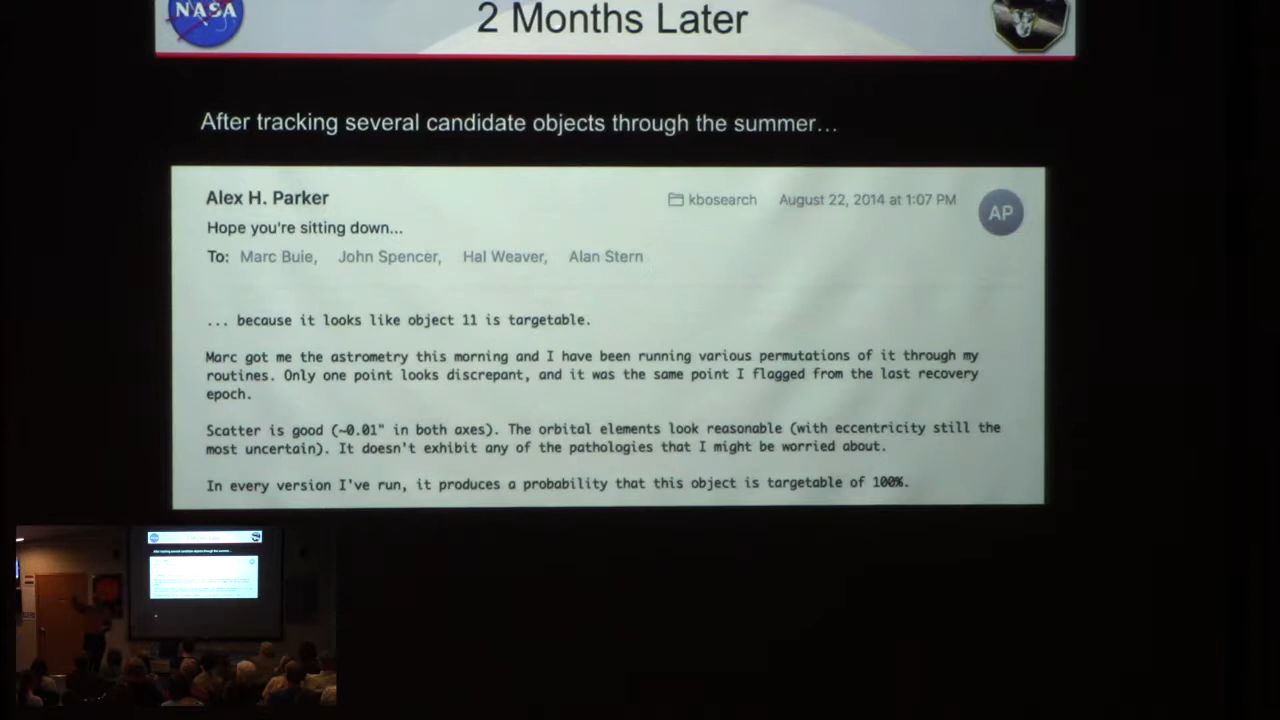 NASA
2 Months Later
After tracking several candidate objects through the summer…
Alex H. Parker
kbosearch August 22, 2014 at 1:07 PM
AP
Hope you're sitting down...
To: Marc Buie, John Spencer, Hal Weaver, Alan Stern
... because it looks like object 11 is targetable.
Marc got me the astrometry this morning and I have been running various permutations of it through my
routines. Only one point looks discrepant, and it was the same point I flagged from the last recovery
epoch.
Scatter is good (~0.01" in both axes). The orbital elements look reasonable (with eccentricity still the
most uncertain). It doesn't exhibit any of the pathologies that I might be worried about.
In every version I've run, it produces a probability that this object is targetable of 100%.